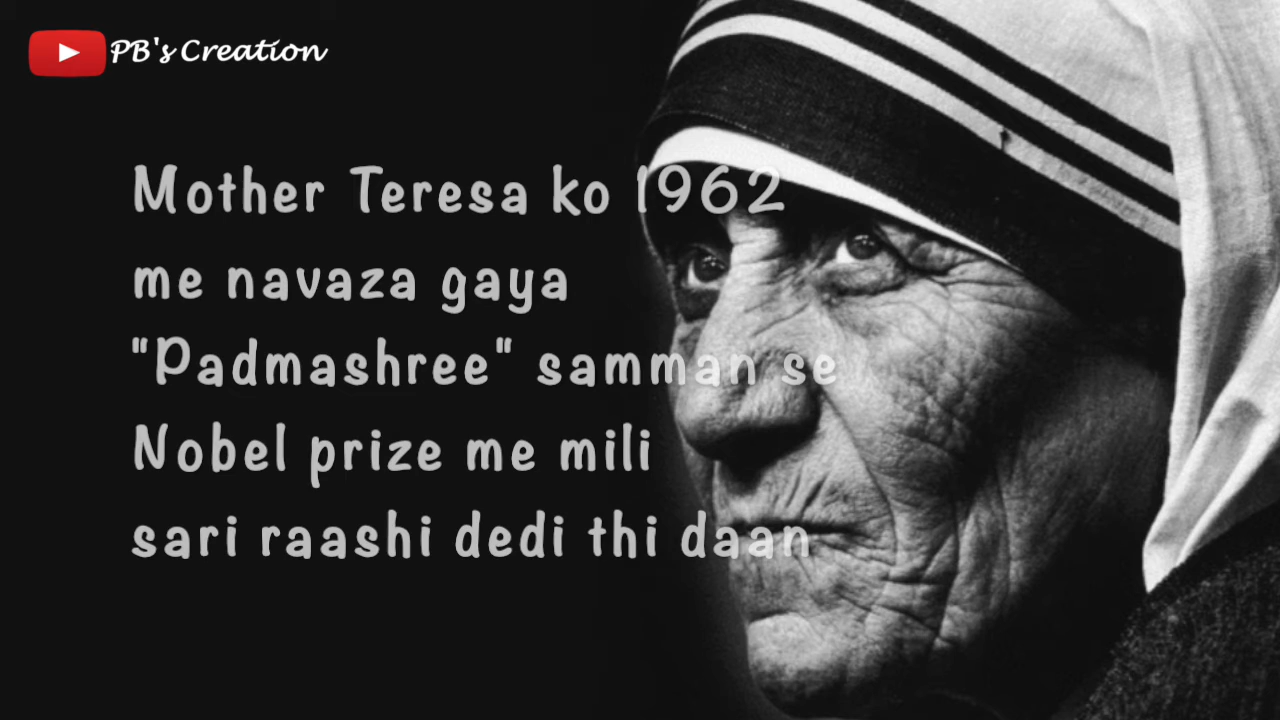 PB's Creation
Mother Teresa ko 1962
me navaza gaya
"Padmashree" samman se
Nobel prize me mili
sari raashi dedi thi daan